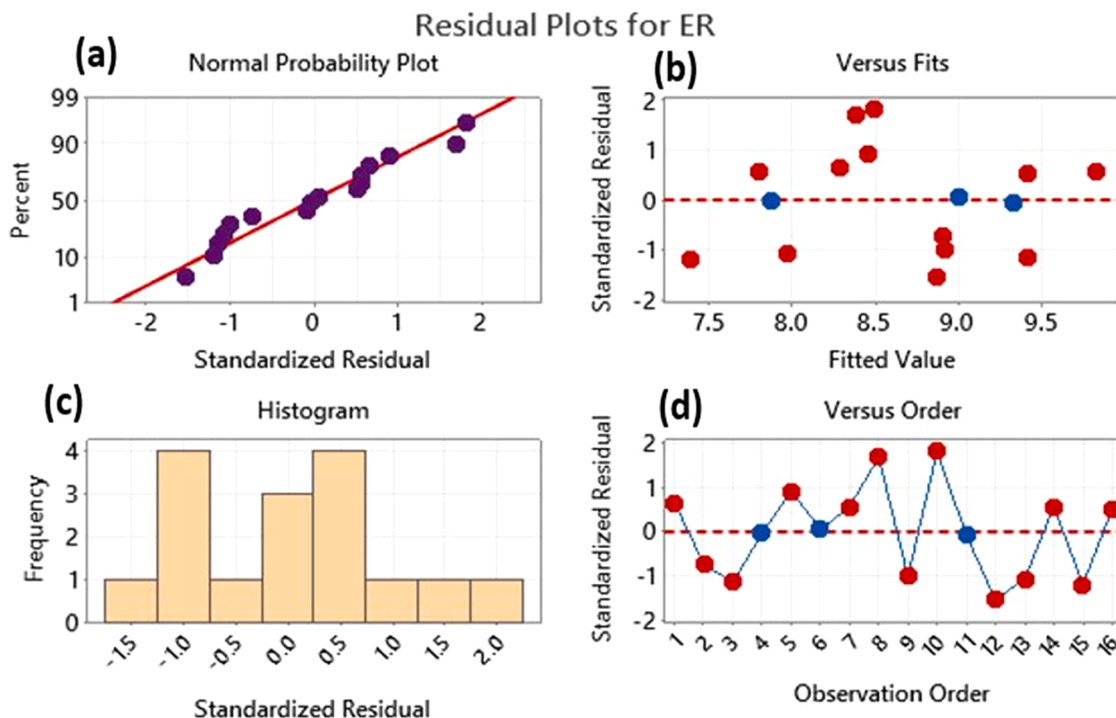 Residual Plots for ER
(a)
Normal Probability Plot
99
90
50
10
1
Percent
-2 -1 0 1 2
Standardized Residual
(b)
Versus Fits
2
1
0
-1
-2
Standardized Residual
7.5 8.0 8.5 9.0 9.5
Fitted Value
(c)
Histogram
4
3
2
1
0
Frequency
-1.5 -1.0 -0.5 0.0 0.5 1.0 1.5 2.0
Standardized Residual
(d)
Versus Order
2
1
0
-1
-2
Standardized Residual
1 2 3 4 5 6 7 8 9 10 11 12 13 14 15 16
Observation Order